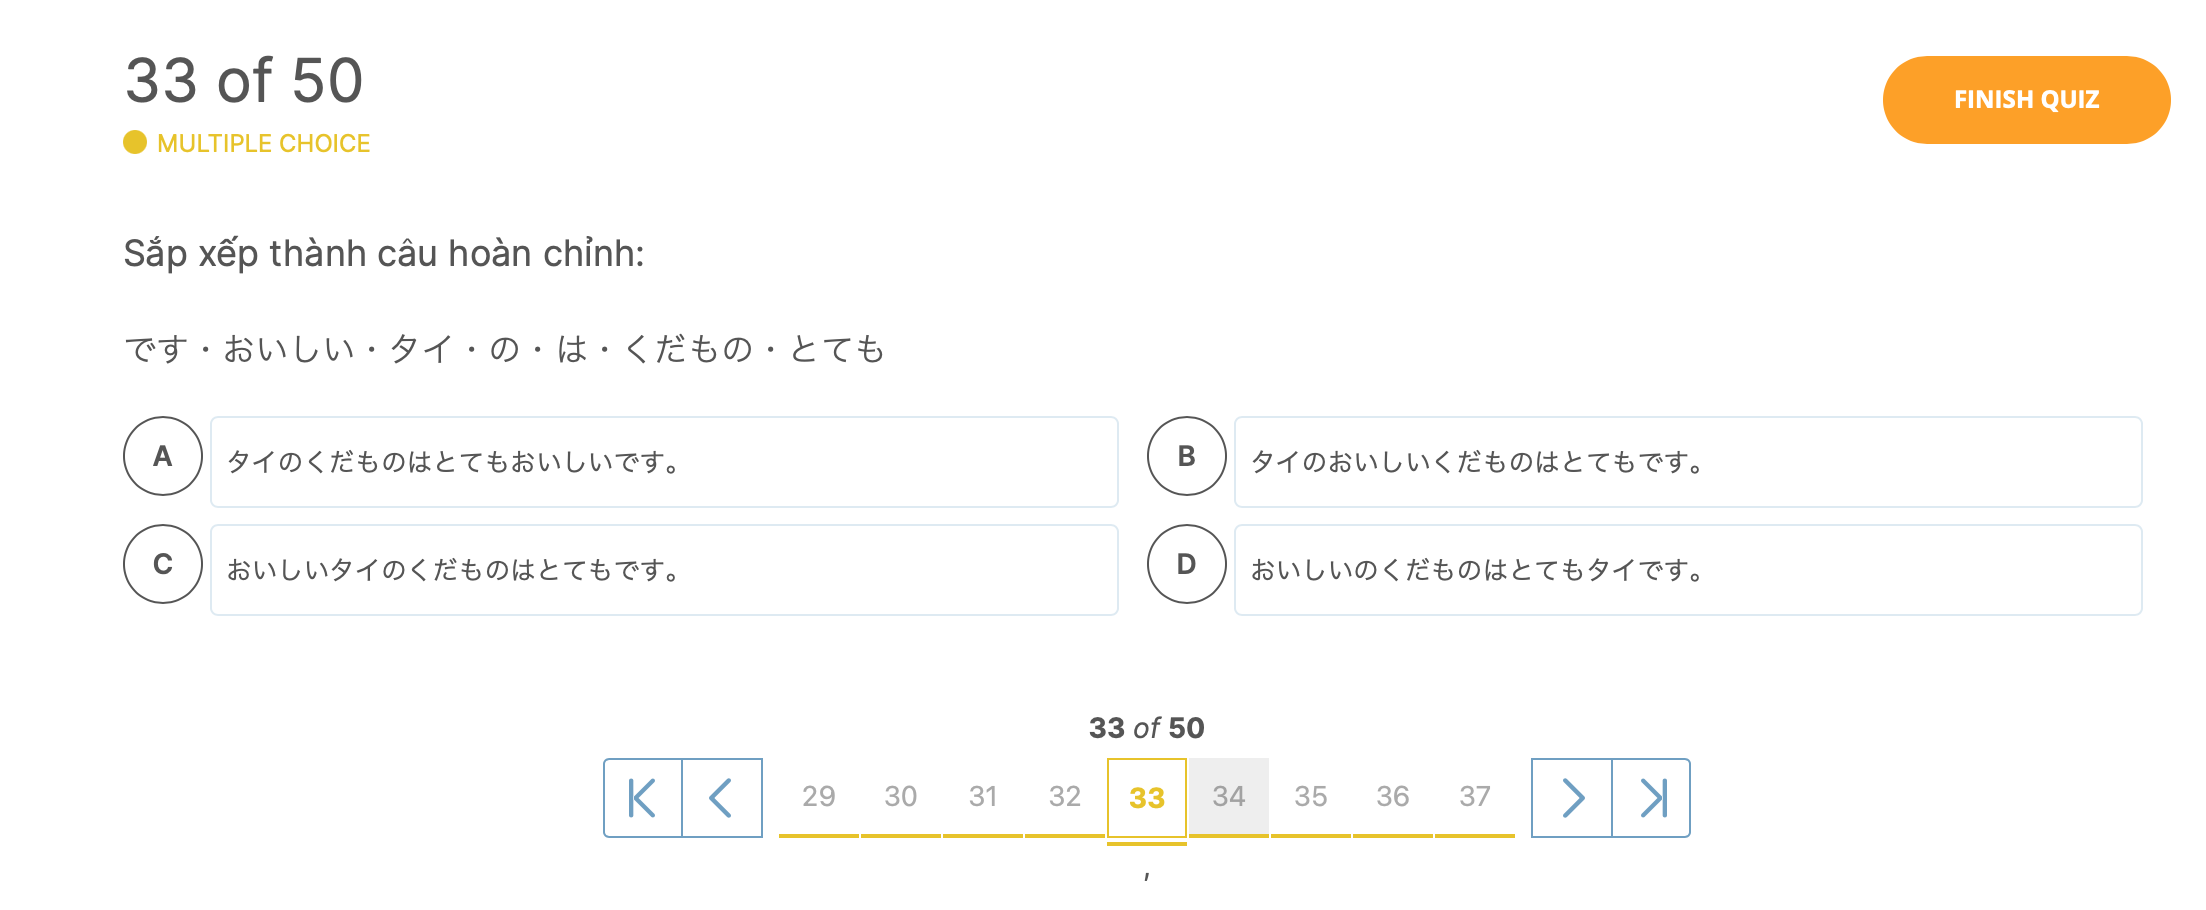 33 of 50
FINISH QUIZ
MULTIPLE CHOICE
Sắp xếp thành câu hoàn chỉnh:
です・おいしい・タイ・の・は・くだもの・とても
A タイのくだものはとてもおいしいです。
B タイのおいしいくだものはとてもです。
C おいしいタイのくだものはとてもです。
D おいしいのくだものはとてもタイです。
33 of 50
29 30 31 32 33 34 35 36 37
,